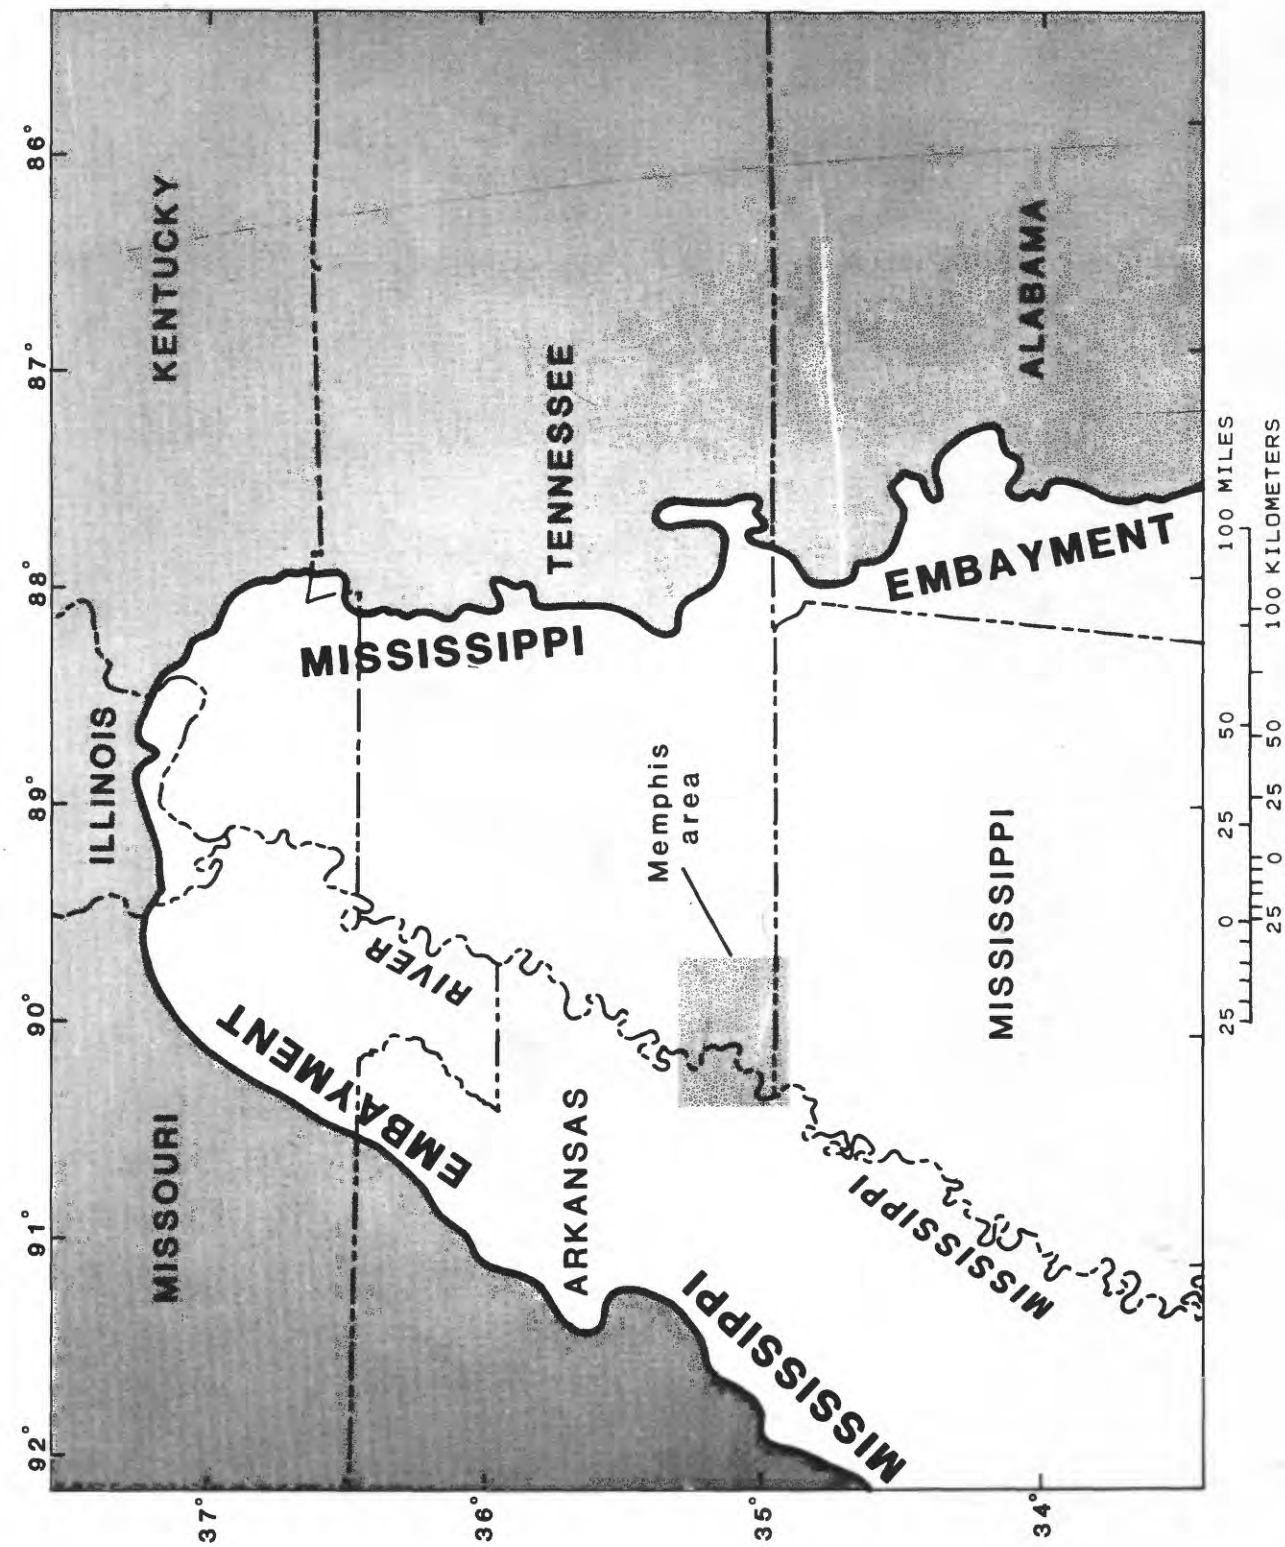 92° 91° 90° 89° 88° 87° 86°
37°
36°
35°
34°
MISSOURI
ILLINOIS
KENTUCKY
MISSISSIPPI
EMBAYMENT
RIVER
TENNESSEE
ARKANSAS
Memphis
area
MISSISSIPPI
EMBAYMENT
MISSISSIPPI
MISSISSIPPI
EMBAYMENT
ALABAMA
25 0 25 50 100 MILES
25 0 25 50 100 KILOMETERS